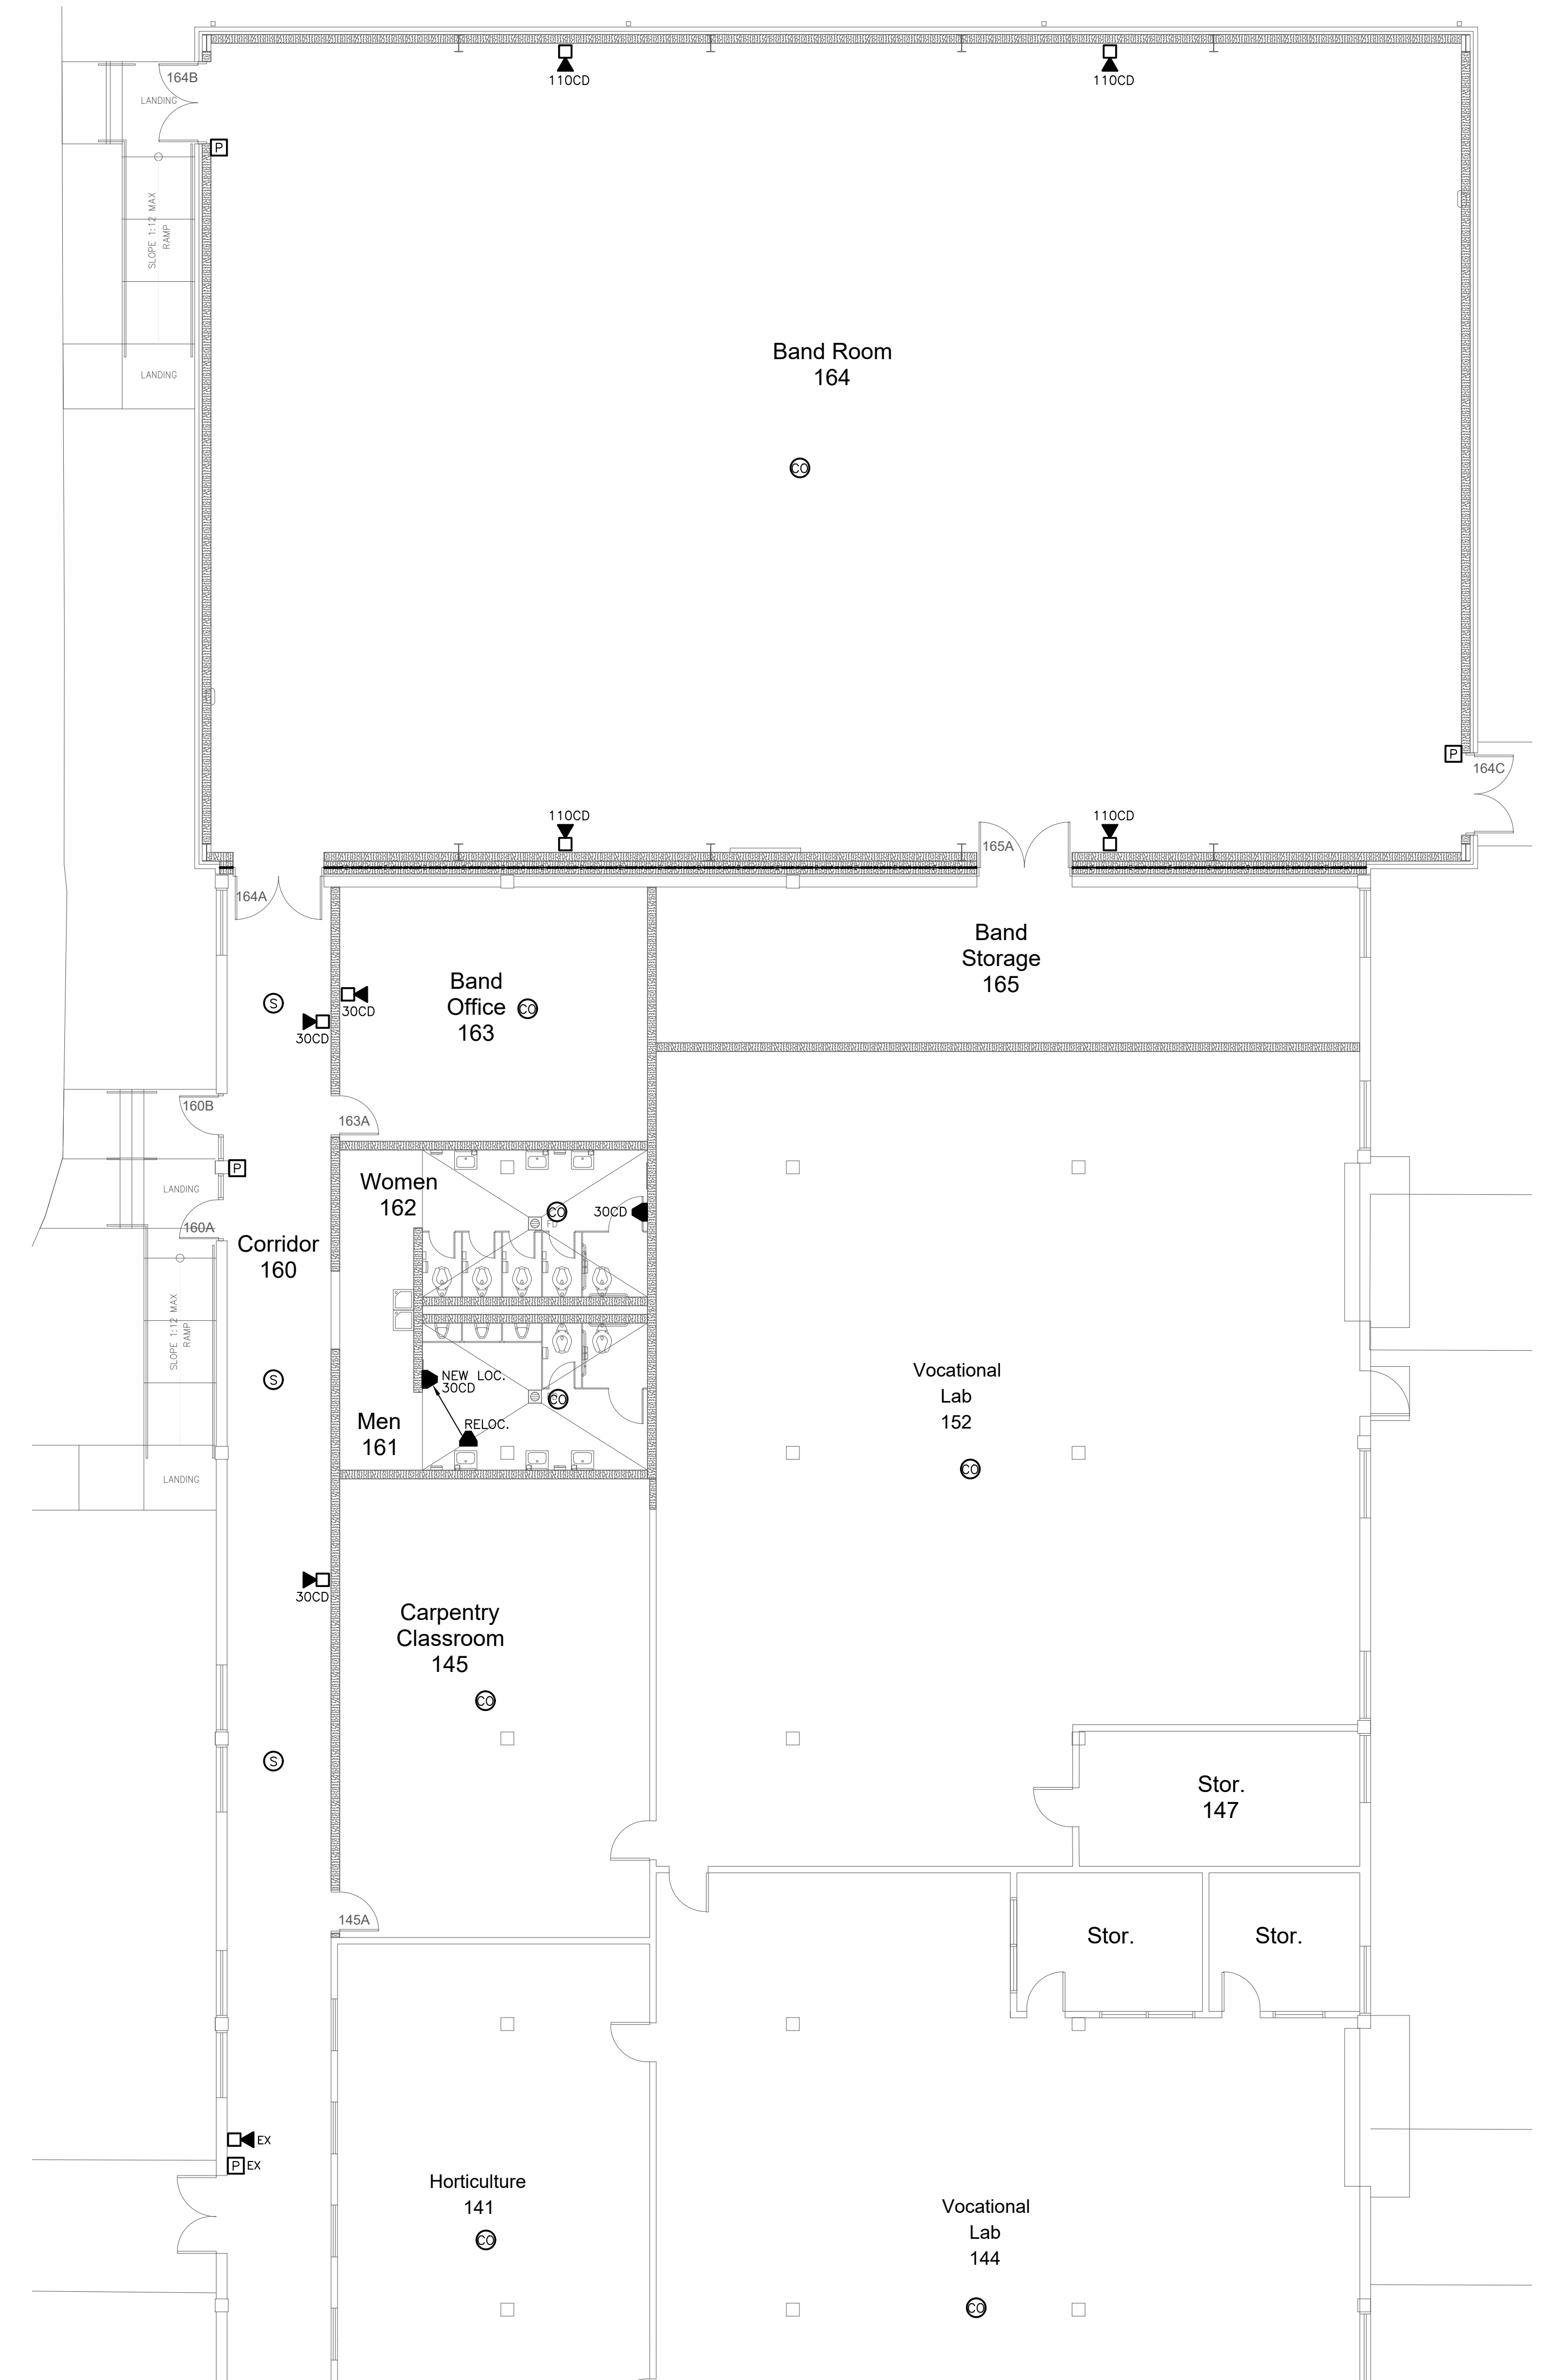 164B
LANDING
110CD
110CD
P
SLOPE 1:12 MAX
RAMP
LANDING
Band Room
164
CO
P
164C
110CD
110CD
165A
164A
Band
Storage
165
Band
Office
163
CO
30CD
S
30CD
160B
163A
P
LANDING
160A
Women
162
CO
30CD
FD
Corridor
160
SLOPE 1:12 MAX
RAMP
S
NEW LOC.
30CD
CO
RELOC.
Men
161
LANDING
Vocational
Lab
152
CO
30CD
Carpentry
Classroom
145
CO
S
Stor.
147
145A
Stor.
Stor.
EX
P
EX
Horticulture
141
CO
Vocational
Lab
144
CO